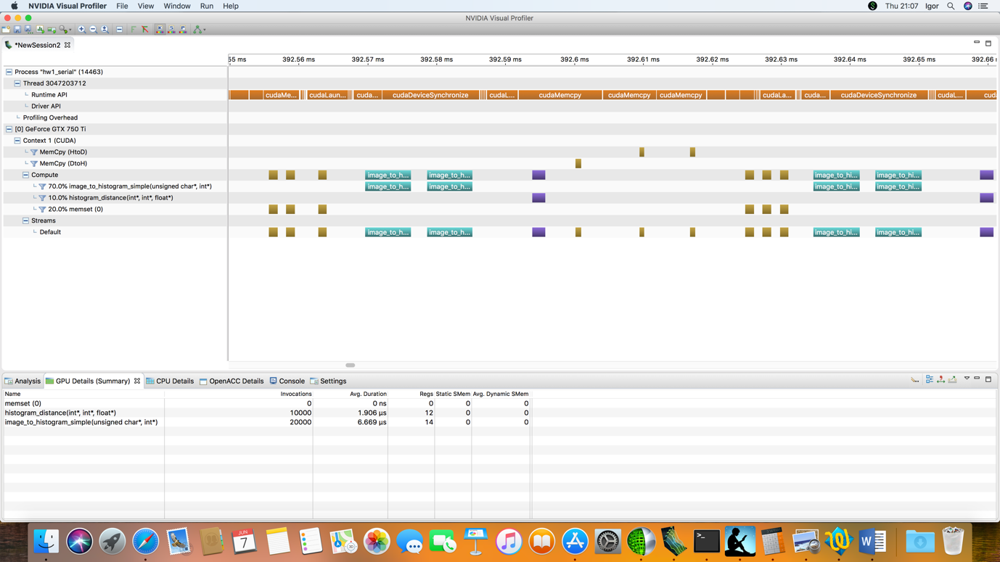 NVIDIA Visual Profiler File View Window Run Help Thu 21:07 Igor
NVIDIA Visual Profiler
*NewSession2
55 ms 392.56 ms 392.57 ms 392.58 ms 392.59 ms 392.6 ms 392.61 ms 392.62 ms 392.63 ms 392.64 ms 392.65 ms 392.66
Process "hw1_serial" (14463)
Thread 3047203712
Runtime API cudaMe... cudaLaun... cuda... cudaDeviceSynchronize cudaL... cudaMemcpy cudaMemcpy cudaMemcpy cudaLa... cuda... cudaDeviceSynchronize cudaL... cuda
Driver API
Profiling Overhead
[0] GeForce GTX 750 Ti
Context 1 (CUDA)
MemCpy (HtoD)
MemCpy (DtoH)
Compute image_to_h... image_to_h... image_to_hi... image_to_hi...
70.0% image_to_histogram_simple(unsigned char*, int*) image_to_h... image_to_h... image_to_hi... image_to_hi...
10.0% histogram_distance(int*, int*, float*)
20.0% memset (0)
Streams
Default image_to_h... image_to_h... image_to_hi... image_to_hi...
Analysis GPU Details (Summary) CPU Details OpenACC Details Console Settings
Name Invocations Avg. Duration Regs Static SMem Avg. Dynamic SMem
memset (0) 0 0 ns 0 0 0
histogram_distance(int*, int*, float*) 10000 1.906 µs 12 0 0
image_to_histogram_simple(unsigned char*, int*) 20000 6.669 µs 14 0 0
JUN
7
3D
W